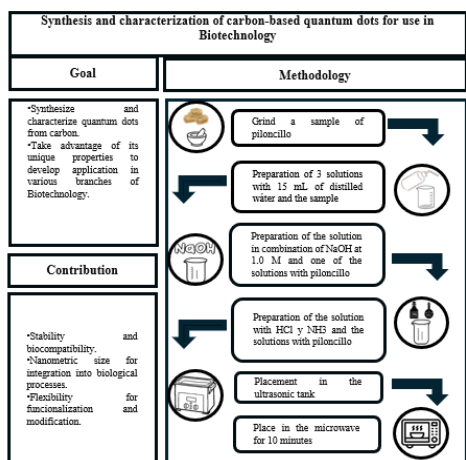 Synthesis and characterization of carbon-based quantum dots for use in
Biotechnology
Goal
•Synthesize and
characterize quantum dots
from carbon.
•Take advantage of its
unique properties to
develop application in
various branches of
Biotechnology.
Contribution
•Stability and
biocompatibility.
•Nanometric size for
integration into biological
processes.
•Flexibility for
funcionalization and
modification.
Methodology
Grind a sample of
piloncillo
Preparation of 3 solutions
with 15 mL of distilled
wáter and the sample
NaOH
Preparation of the solution
in combination of NaOH at
1.0 M and one of the
solutions with piloncillo
Preparation of the solution
with HCl y NH3 and the
solutions with piloncillo
Placement in the
ultrasonic tank
Place in the microwave
for 10 minutes